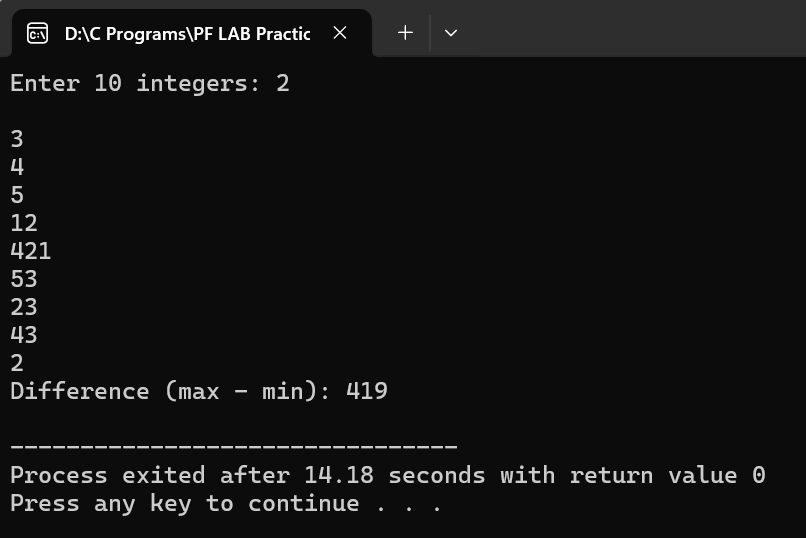 D:\C Programs\PF LAB Practic
Enter 10 integers: 2
3
4
5
12
421
53
23
43
2
Difference (max - min): 419
--------------------------------
Process exited after 14.18 seconds with return value 0
Press any key to continue . . .